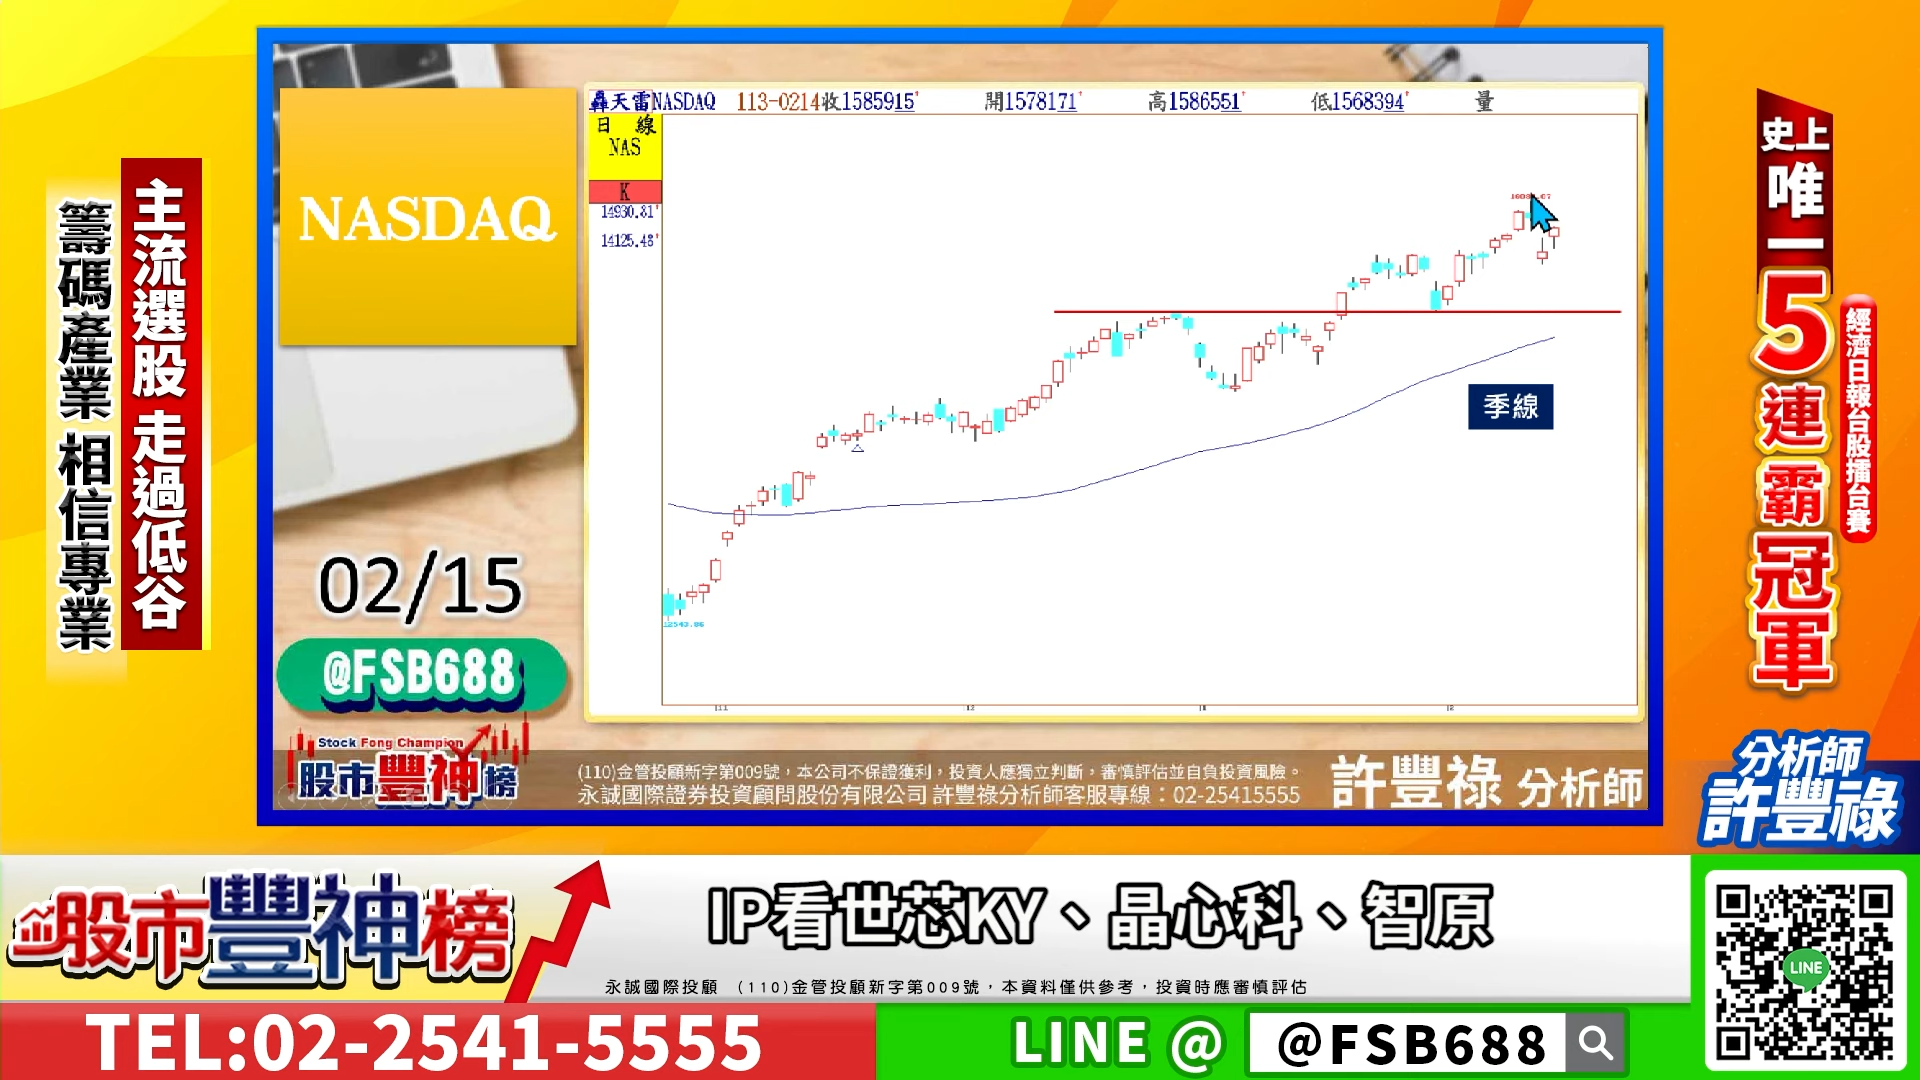 籌碼產業 相信專業
主流選股 走過低谷
NASDAQ
02/15
@FSB688
Stock Fong Champion
股市豐神榜
轟天雷NASDAQ 113-0214收1585915 開1578171 高1586551 低1568394 量
日 線
NAS
K
14930.81
14125.48
12543.86
季線
11
12
(110)金管投顧新字第009號，本公司不保證獲利，投資人應獨立判斷，審慎評估並自負投資風險。
永誠國際證券投資顧問股份有限公司 許豐祿分析師客服專線：02-25415555
許豐祿 分析師
史上
唯一
5
連霸
冠軍
經濟日報台股擂台賽
分析師
許豐祿
股市豐神榜
IP看世芯KY、晶心科、智原
永誠國際投顧 (110)金管投顧新字第009號，本資料僅供參考，投資時應審慎評估
TEL:02-2541-5555
LINE @ @FSB688
LINE